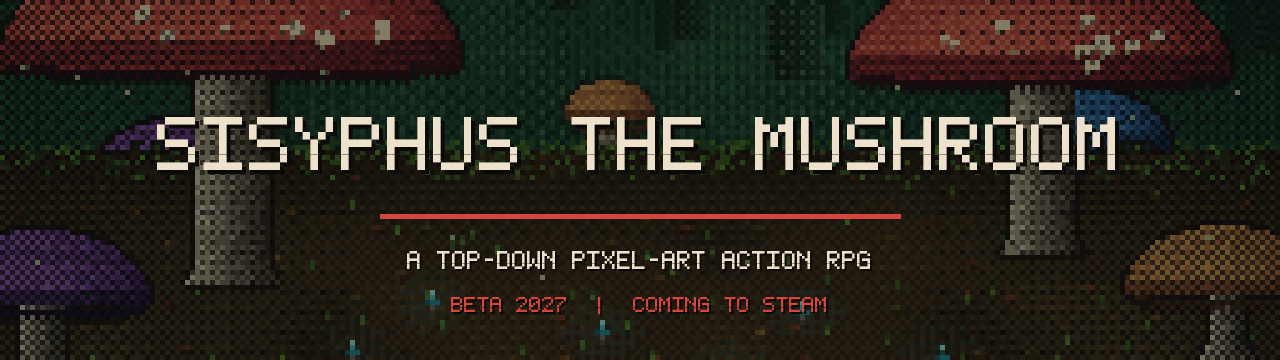 SISYPHUS THE MUSHROOM
A TOP-DOWN PIXEL-ART ACTION RPG
BETA 2027 | COMING TO STEAM